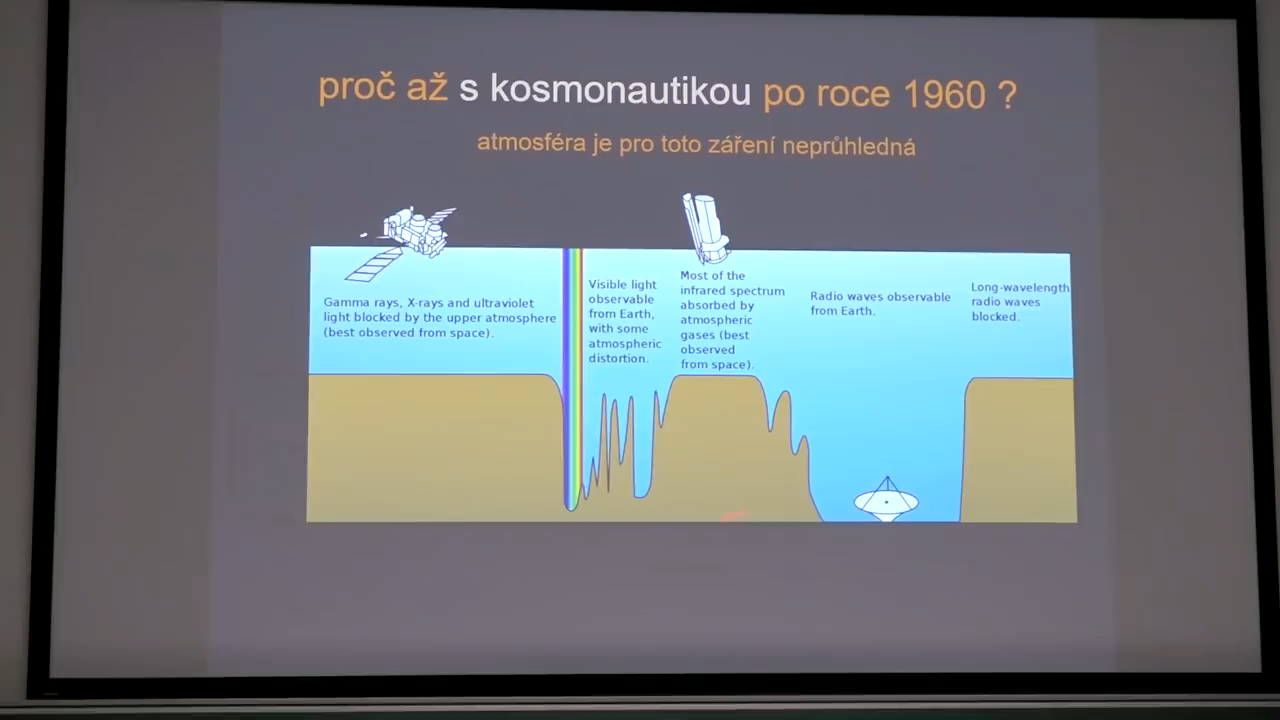 proč až s kosmonautikou po roce 1960 ?
atmosféra je pro toto záření neprůhledná
Gamma rays, X-rays and ultraviolet
light blocked by the upper atmosphere
(best observed from space).
Visible light
observable
from Earth,
with some
atmospheric
distortion.
Most of the
infrared spectrum
absorbed by
atmospheric
gases (best
observed
from space).
Radio waves observable
from Earth.
Long-wavelength
radio waves
blocked.